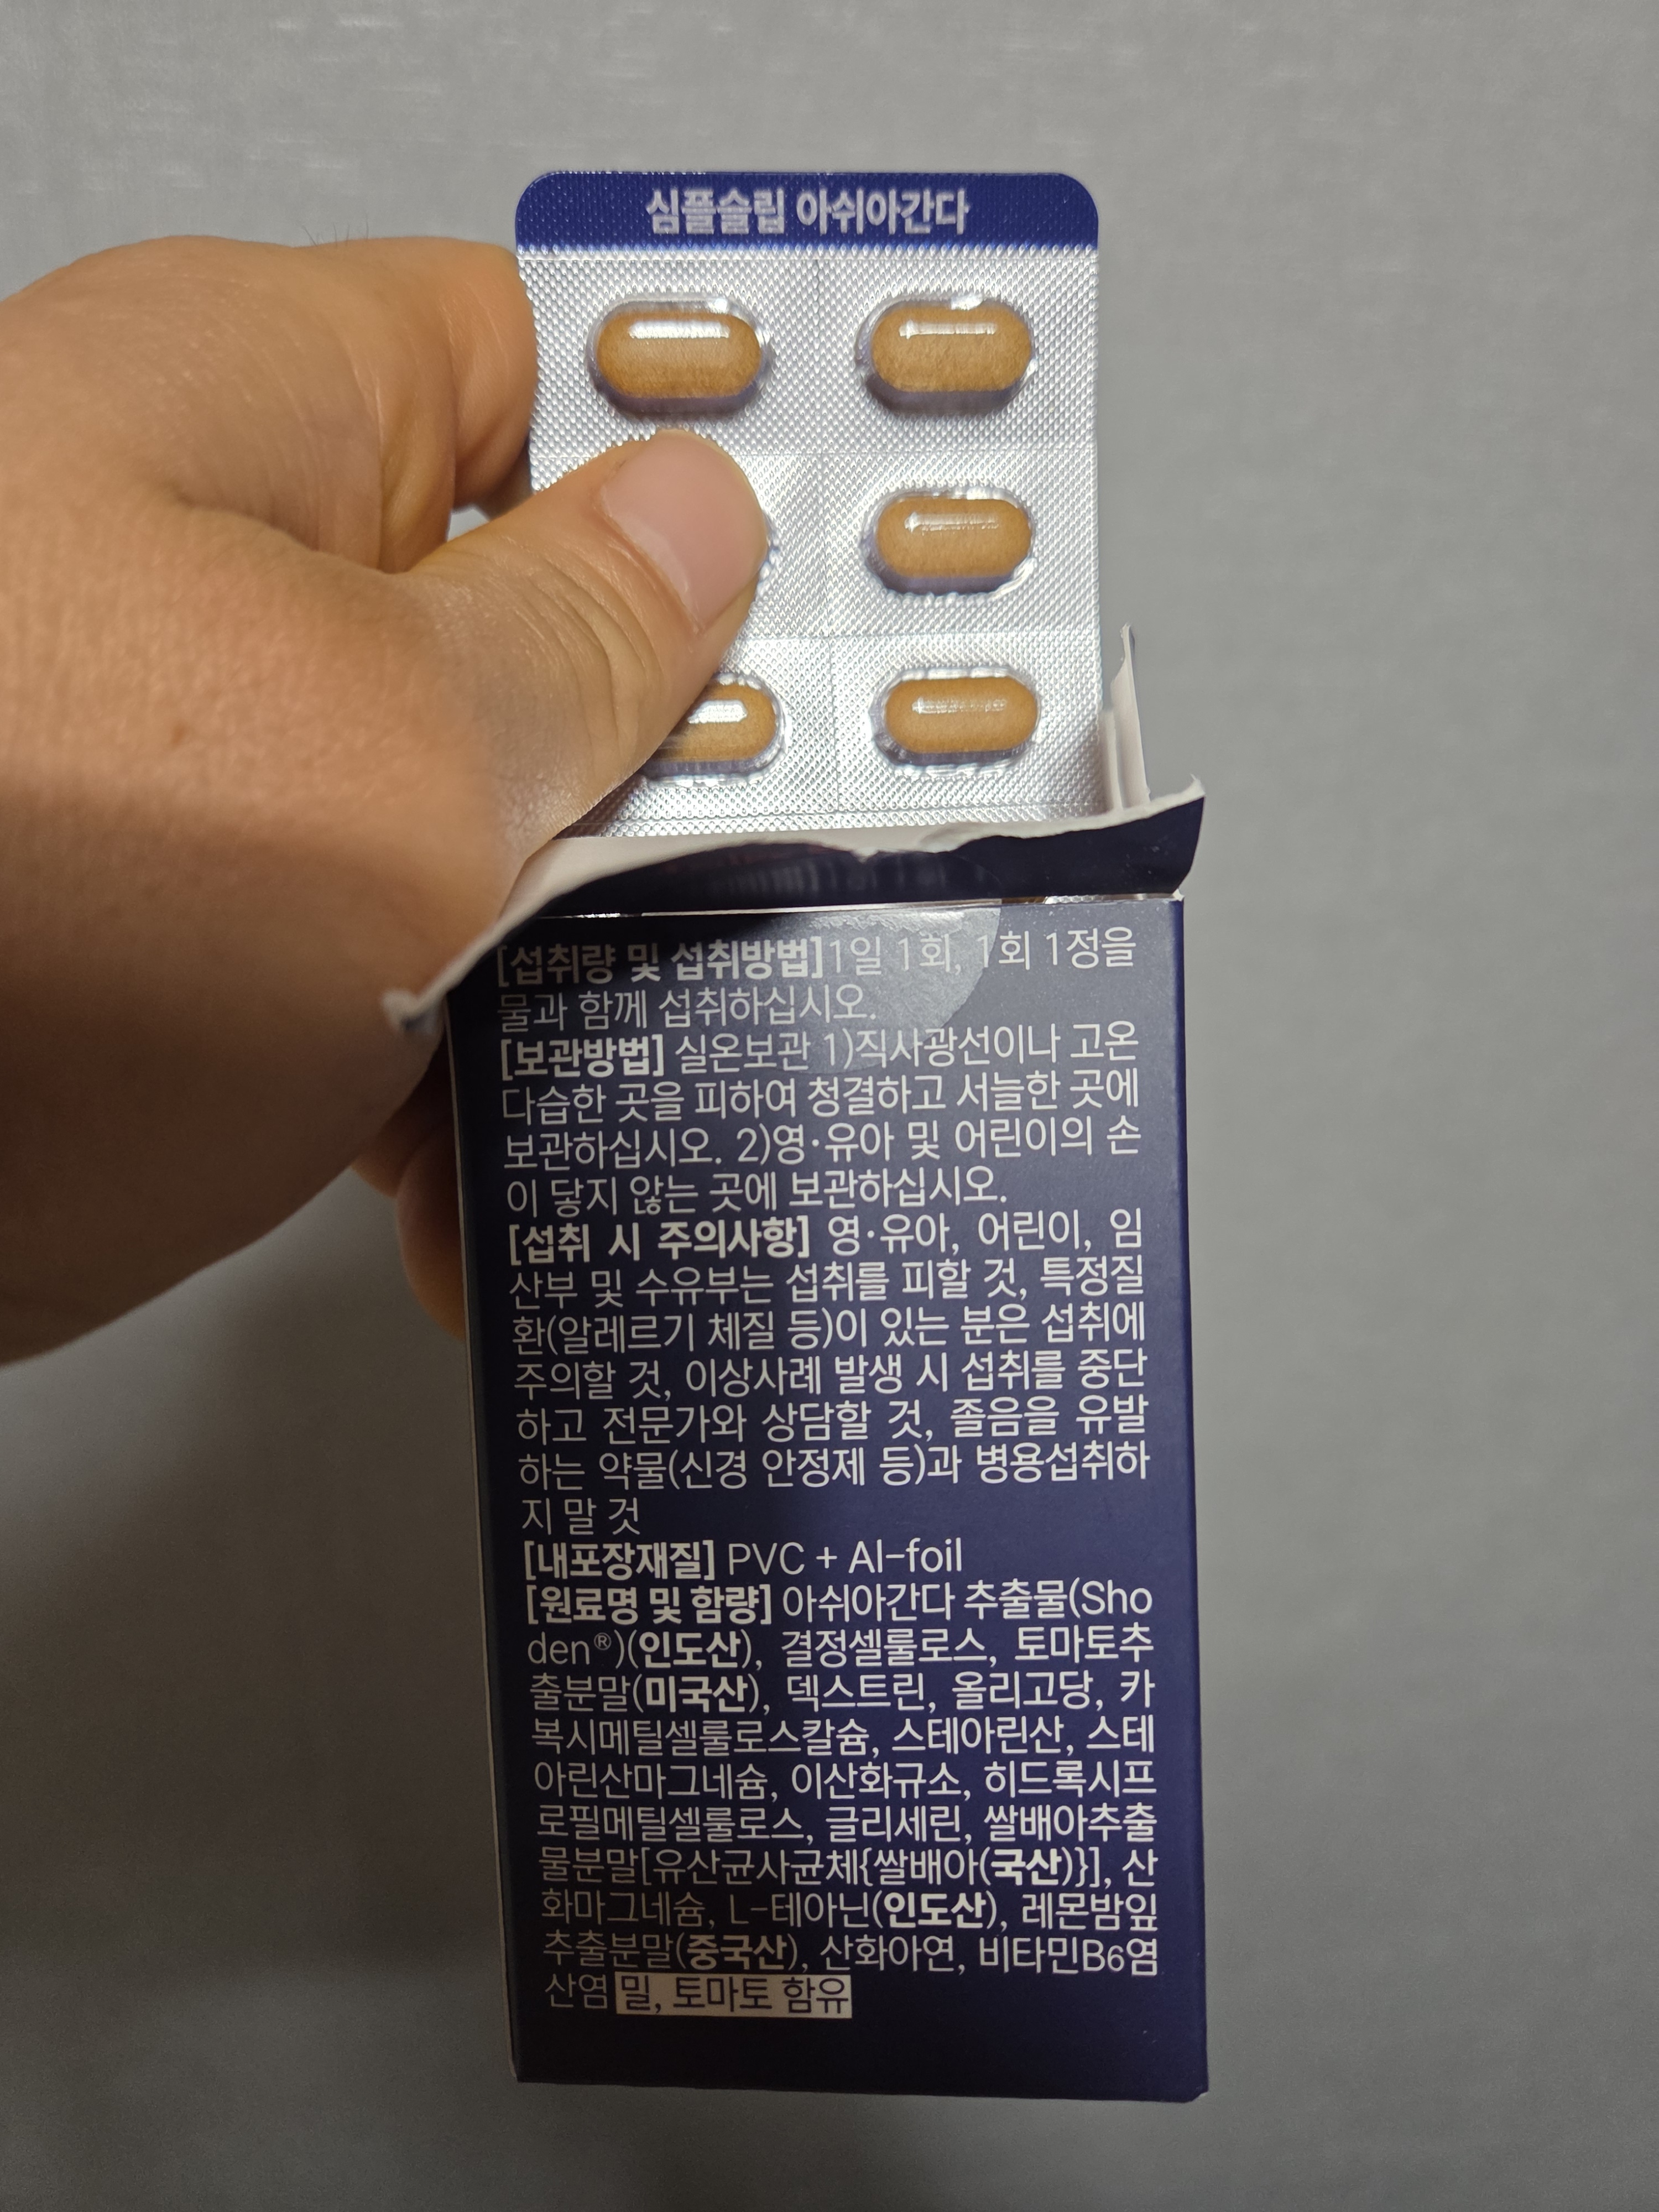 심플슬립 아쉬아간다
[섭취량 및 섭취방법]1일 1회, 1회 1정을
물과 함께 섭취하십시오.
[보관방법] 실온보관 1)직사광선이나 고온
다습한 곳을 피하여 청결하고 서늘한 곳에
보관하십시오. 2)영·유아 및 어린이의 손
이 닿지 않는 곳에 보관하십시오.
[섭취 시 주의사항] 영·유아, 어린이, 임
산부 및 수유부는 섭취를 피할 것, 특정질
환(알레르기 체질 등)이 있는 분은 섭취에
주의할 것, 이상사례 발생 시 섭취를 중단
하고 전문가와 상담할 것, 졸음을 유발
하는 약물(신경 안정제 등)과 병용섭취하
지 말 것
[내포장재질] PVC + Al-foil
[원료명 및 함량] 아쉬아간다 추출물(Sho
den®)(인도산), 결정셀룰로스, 토마토추
출분말(미국산), 덱스트린, 올리고당, 카
복시메틸셀룰로스칼슘, 스테아린산, 스테
아린산마그네슘, 이산화규소, 히드록시프
로필메틸셀룰로스, 글리세린, 쌀배아추출
물분말[유산균사균체{쌀배아(국산)}], 산
화마그네슘, L-테아닌(인도산), 레몬밤잎
추출분말(중국산), 산화아연, 비타민B6염
산염 밀, 토마토 함유